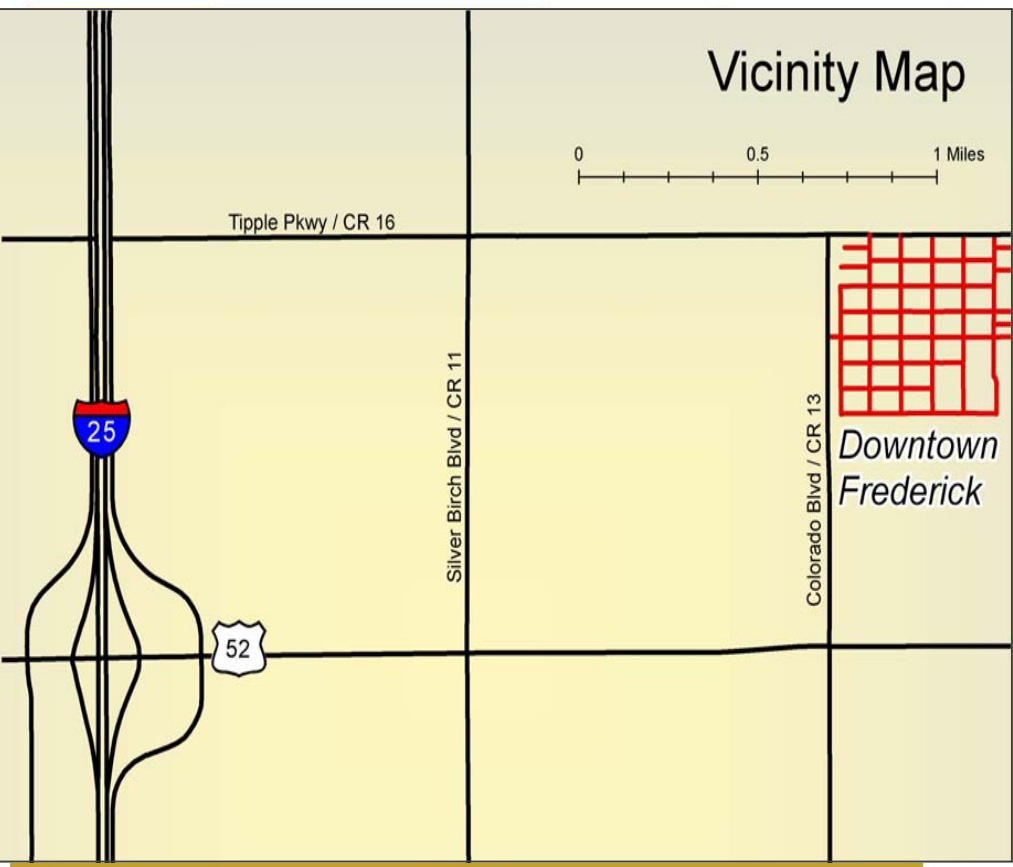 Vicinity Map
0 0.5 1 Miles
Tipple Pkwy / CR 16
Silver Birch Blvd / CR 11
Colorado Blvd / CR 13
25
Downtown
Frederick
52